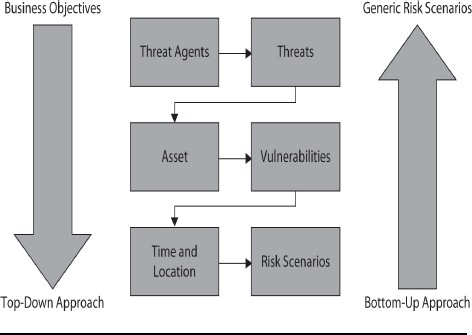 Business Objectives
Generic Risk Scenarios
Threat Agents
Threats
Asset
Vulnerabilities
Time and
Location
Risk Scenarios
Top-Down Approach
Bottom-Up Approach